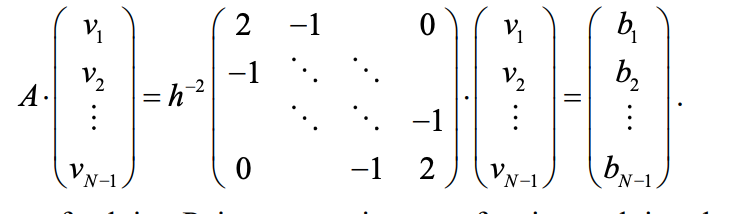 A · ( v_1 v_2 ⋮ v_{N−1} ) = h^{−2} ( 2 −1 0 −1 ⋱ ⋱ ⋱ ⋱ −1 0 −1 2 ) · ( v_1 v_2 ⋮ v_{N−1} ) = ( b_1 b_2 ⋮ b_{N−1} ) .